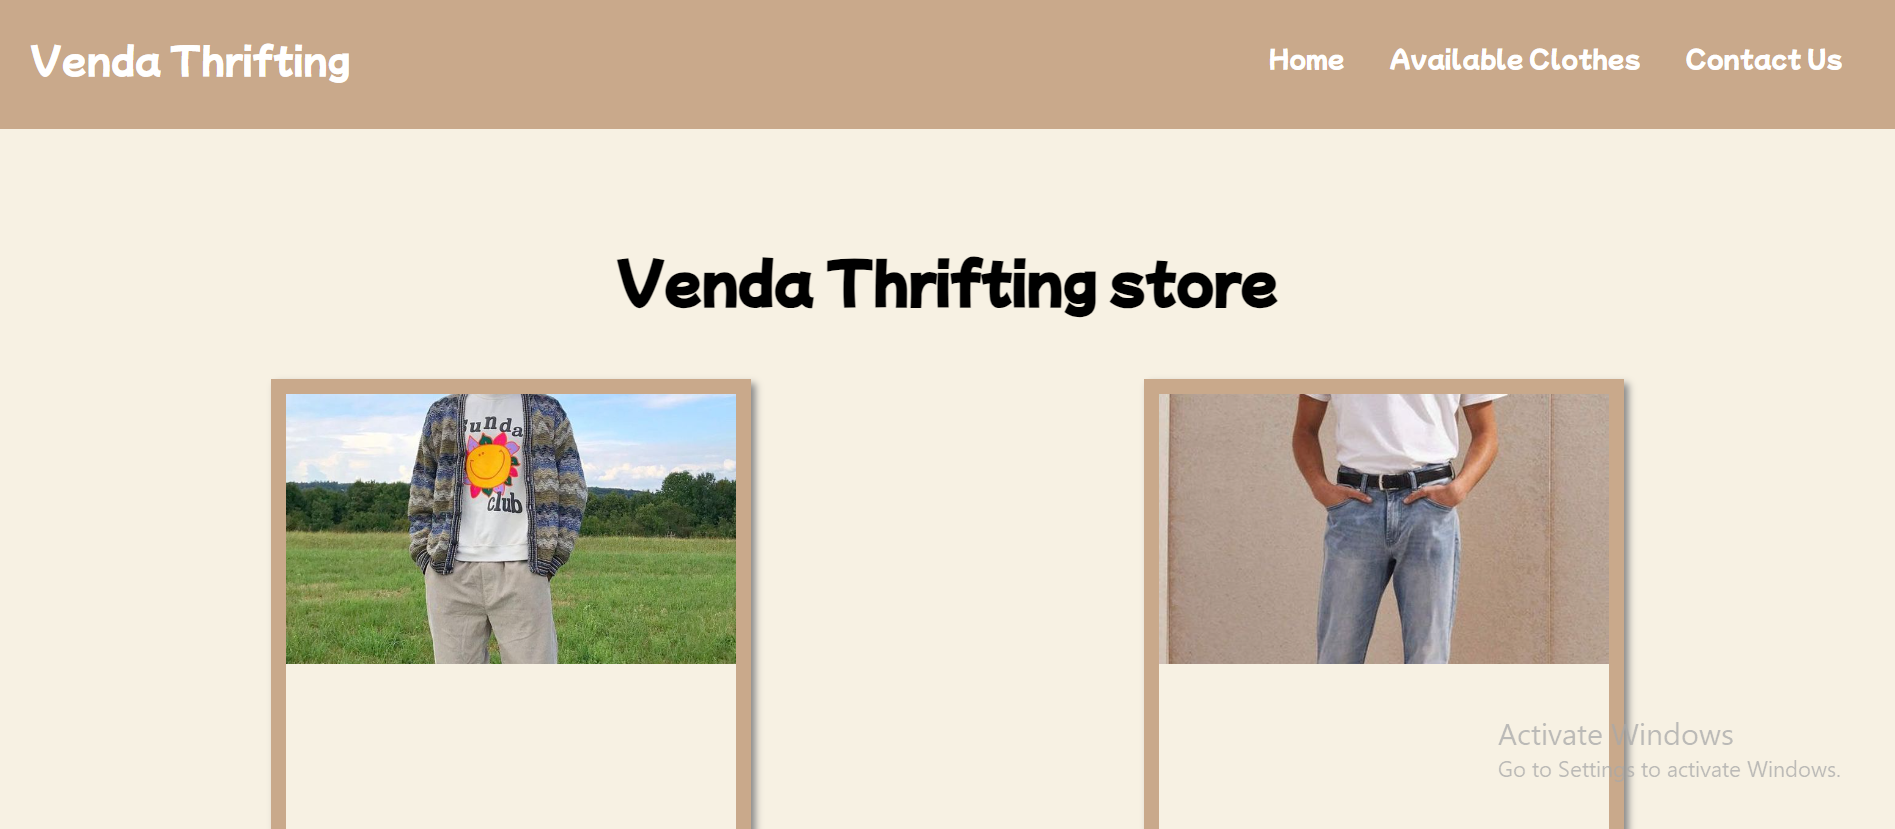 Venda Thrifting
Home Available Clothes Contact Us
Venda Thrifting store
Sunda
club
Activate Windows
Go to Settings to activate Windows.